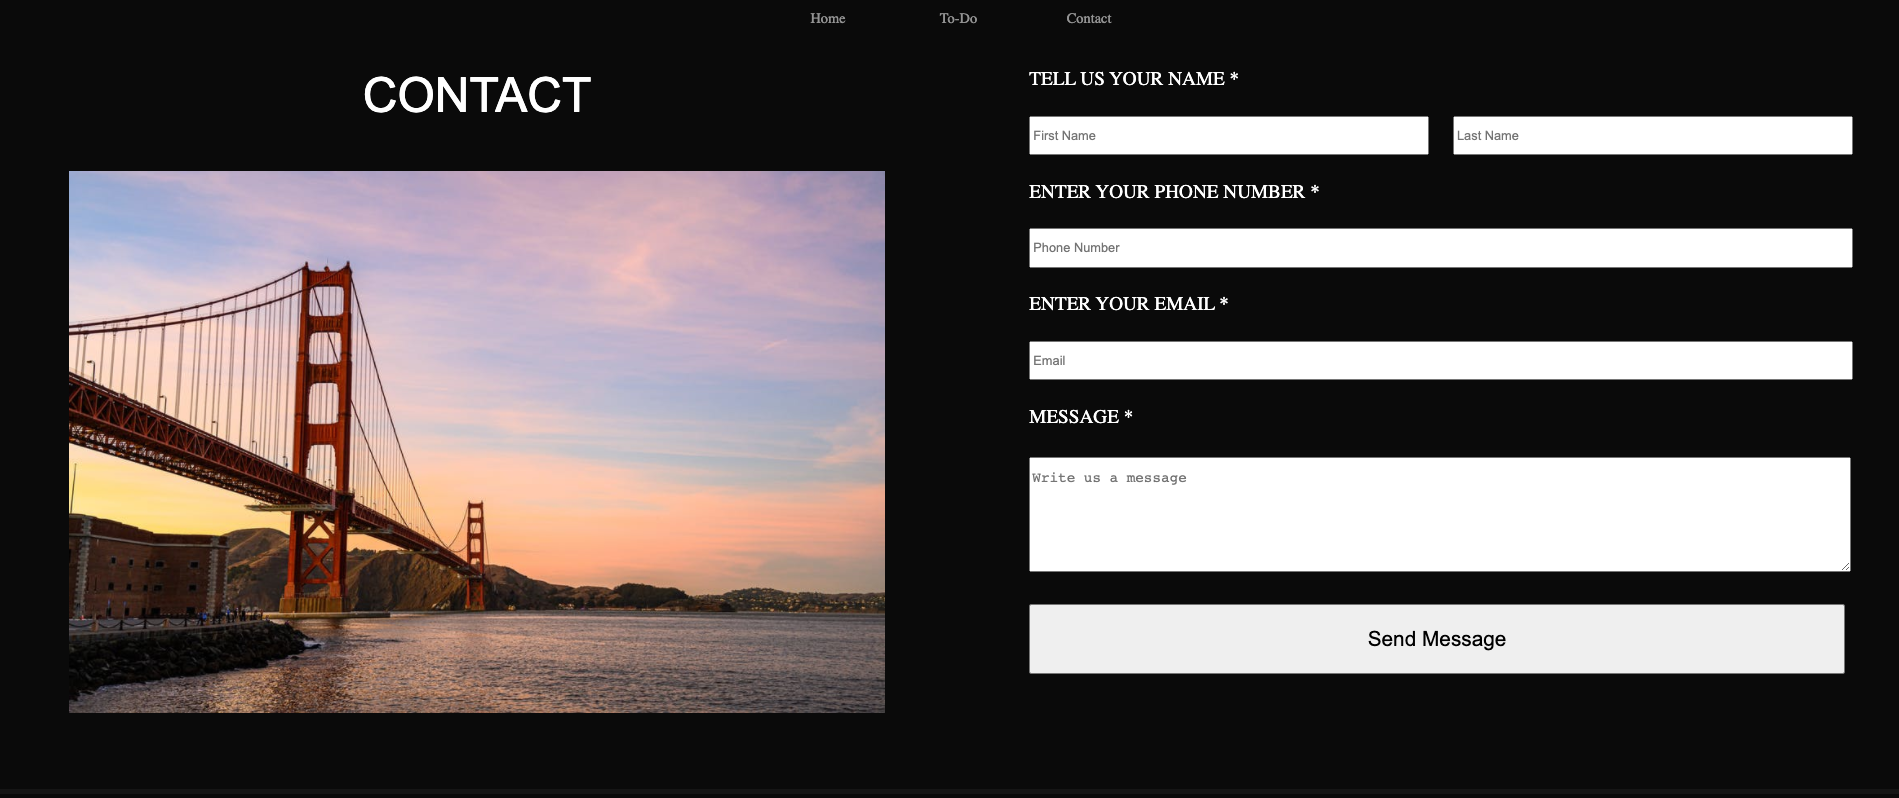 Home To-Do Contact
CONTACT
TELL US YOUR NAME *
First Name Last Name
ENTER YOUR PHONE NUMBER *
Phone Number
ENTER YOUR EMAIL *
Email
MESSAGE *
Write us a message
Send Message